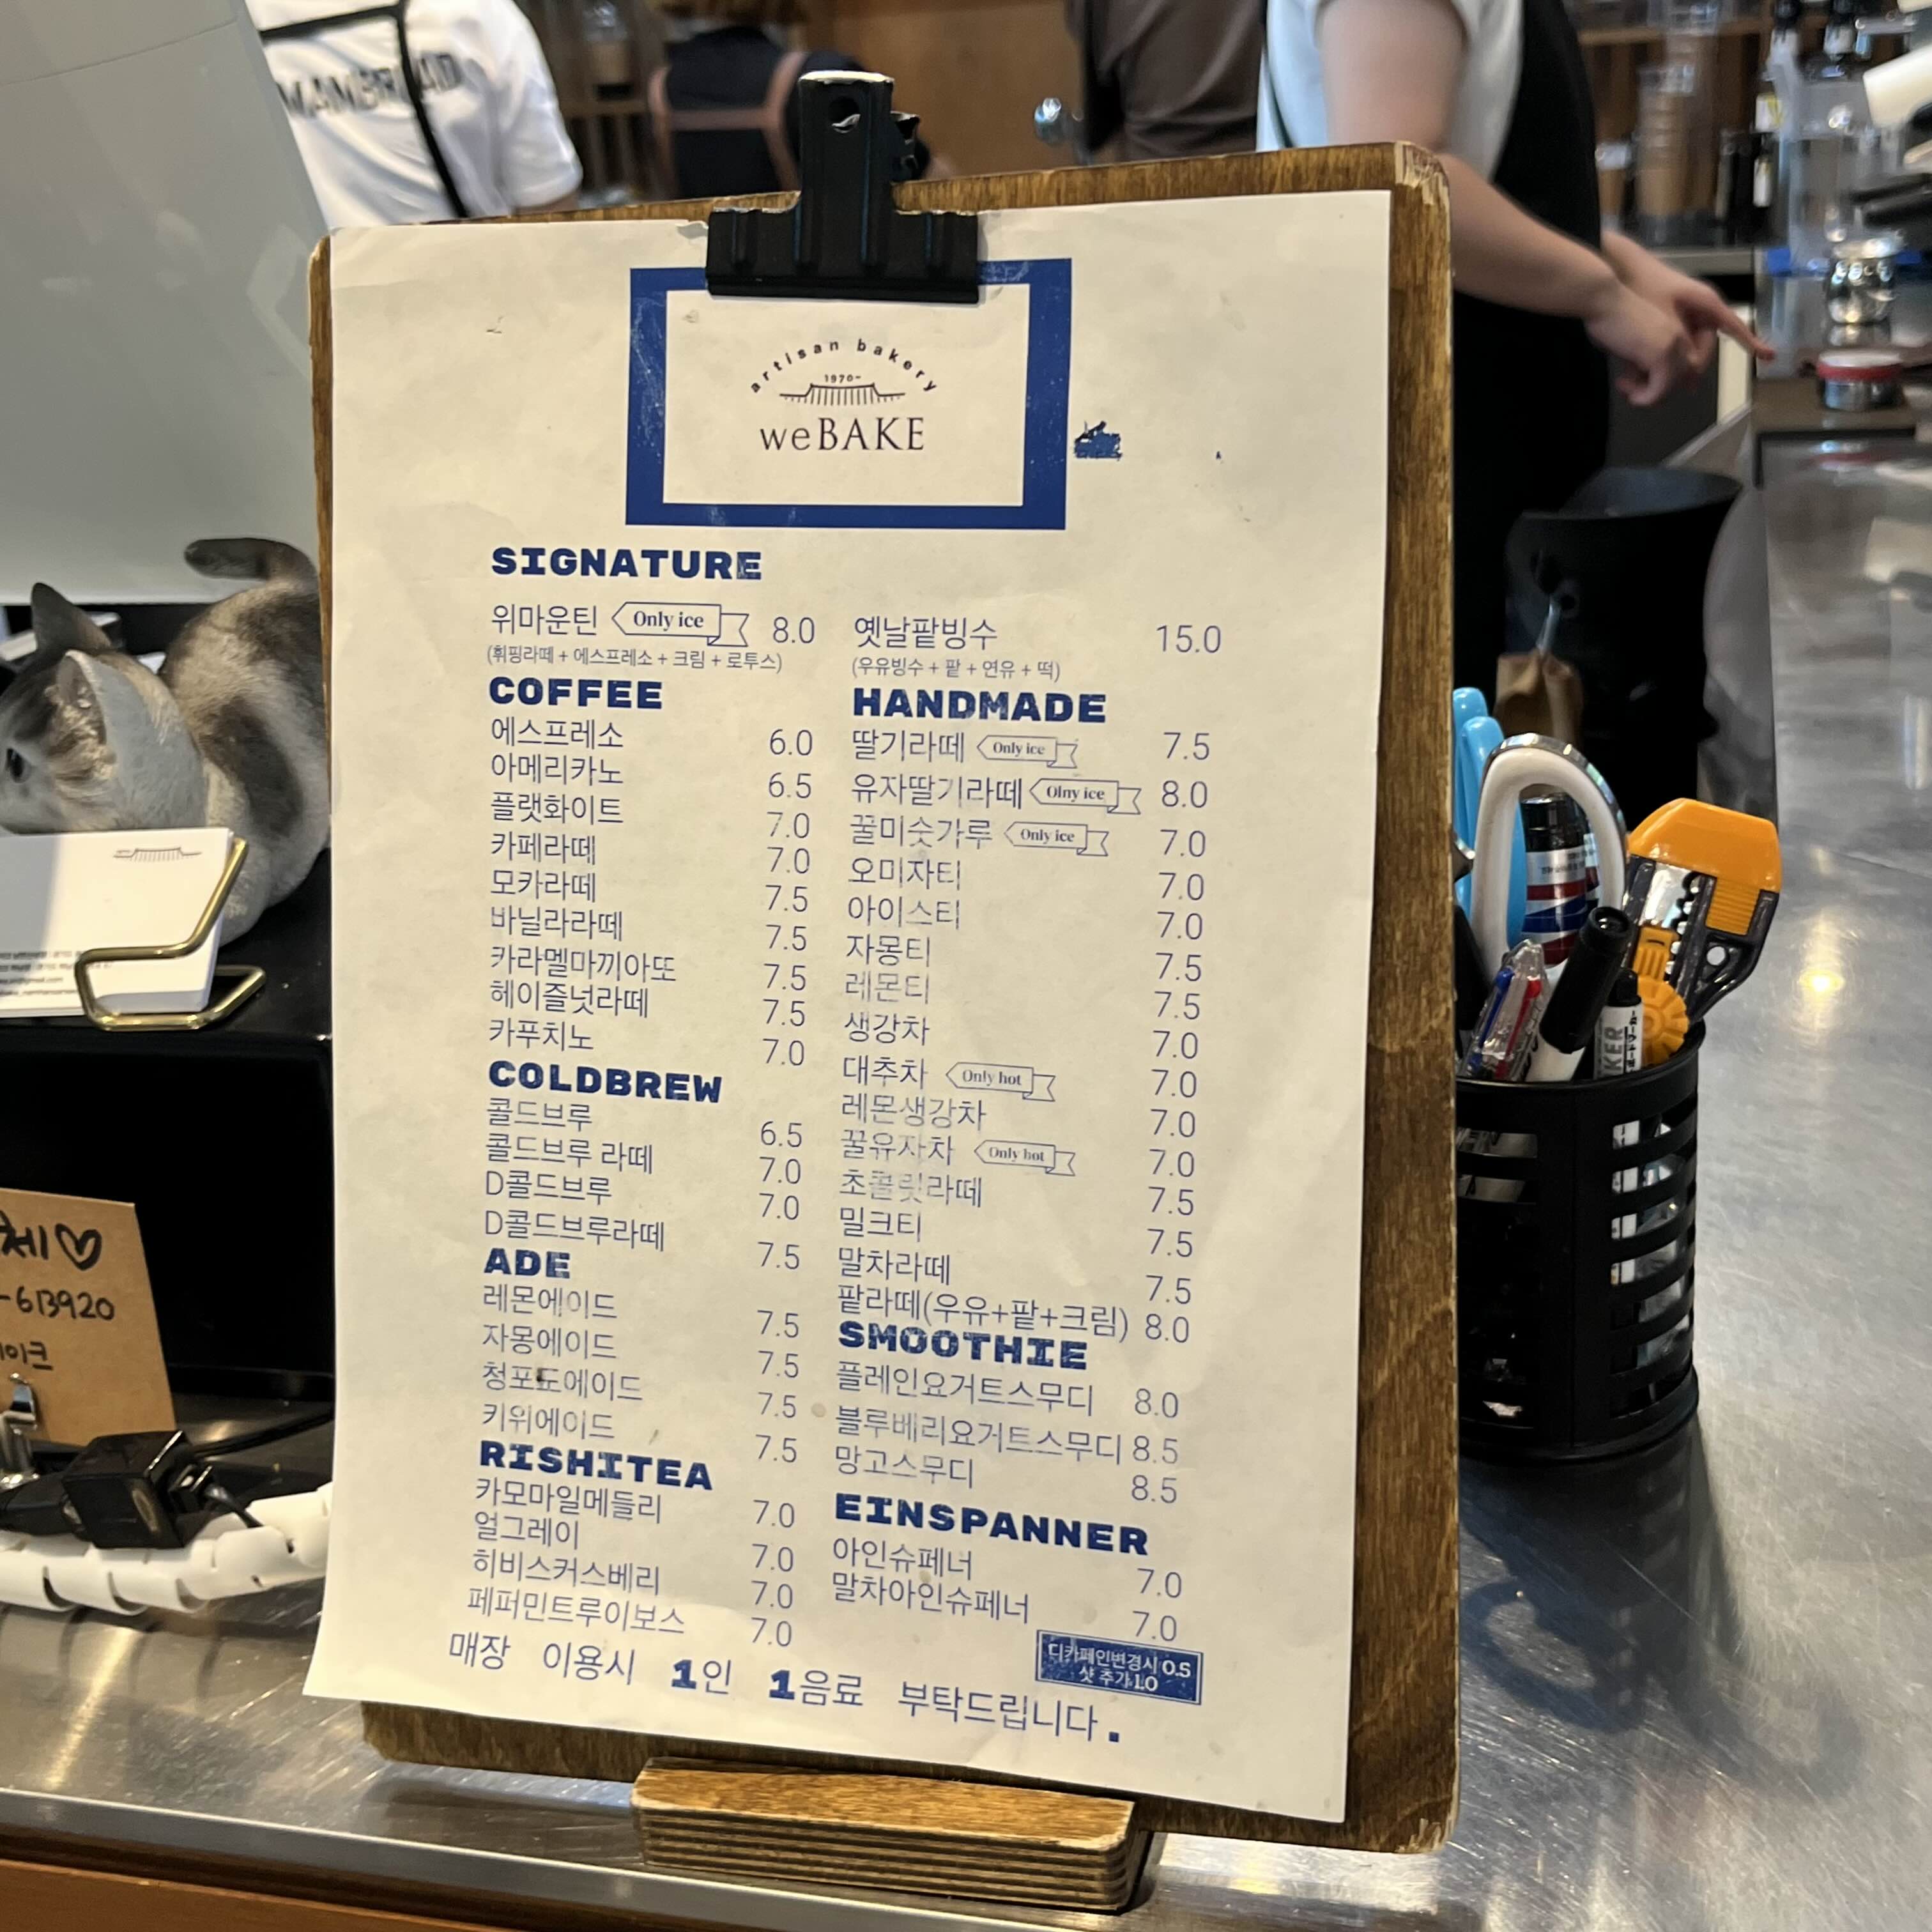 artisan bakery
1970-
weBAKE
SIGNATURE
위마운틴 Only ice 8.0
(휘핑라떼 + 에스프레소 + 크림 + 로투스)
옛날팥빙수 15.0
(우유빙수 + 팥 + 연유 + 떡)
COFFEE
에스프레소 6.0
아메리카노 6.5
플랫화이트 7.0
카페라떼 7.0
모카라떼 7.5
바닐라라떼 7.5
카라멜마끼아또 7.5
헤이즐넛라떼 7.5
카푸치노 7.0
COLDBREW
콜드브루 6.5
콜드브루 라떼 7.0
D콜드브루 7.0
D콜드브루라떼 7.5
ADE
레몬에이드 7.5
자몽에이드 7.5
청포도에이드 7.5
키위에이드 7.5
RISHITEA
카모마일메들리 7.0
얼그레이 7.0
히비스커스베리 7.0
페퍼민트루이보스 7.0
HANDMADE
딸기라떼 Only ice 7.5
유자딸기라떼 Olny ice 8.0
꿀미숫가루 Only ice 7.0
오미자티 7.0
아이스티 7.0
자몽티 7.5
레몬티 7.5
생강차 7.0
대추차 Only hot 7.0
레몬생강차 7.0
꿀유자차 Only hot 7.0
초콜릿라떼 7.5
밀크티 7.5
말차라떼 7.5
팥라떼(우유+팥+크림) 8.0
SMOOTHIE
플레인요거트스무디 8.0
블루베리요거트스무디 8.5
망고스무디 8.5
EINSPANNER
아인슈페너 7.0
말차아인슈페너 7.0
디카페인변경시 0.5
샷 추가 1.0
매장 이용시 1인 1음료 부탁드립니다.
-613920